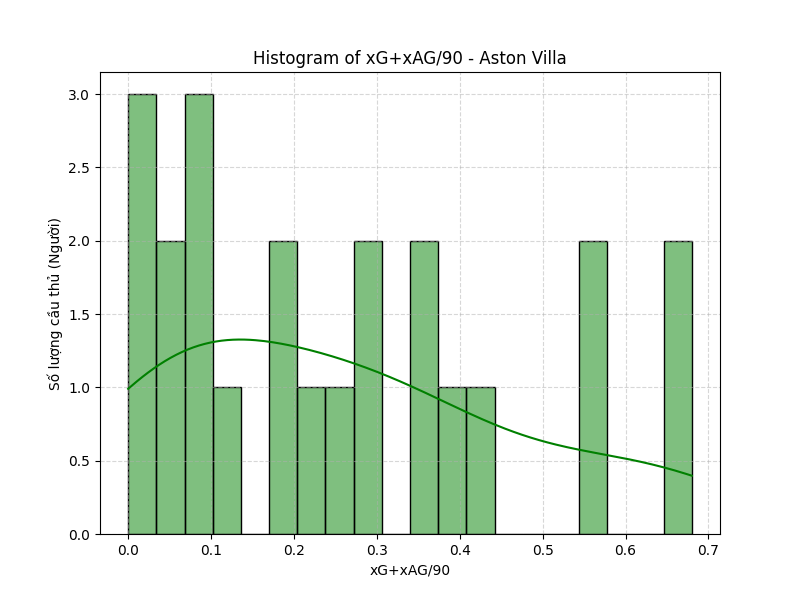 Histogram of xG+xAG/90 - Aston Villa
Số lượng cầu thủ (Người)
3.0
2.5
2.0
1.5
1.0
0.5
0.0
0.0 0.1 0.2 0.3 0.4 0.5 0.6 0.7
xG+xAG/90